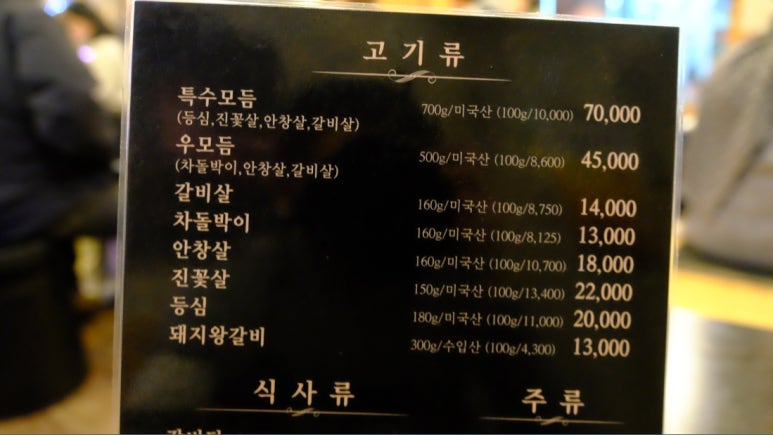 고기류
특수모듬 700g/미국산 (100g/10,000) 70,000
(등심,진꽃살,안창살,갈비살)
우모듬 500g/미국산 (100g/8,600) 45,000
(차돌박이,안창살,갈비살)
갈비살 160g/미국산 (100g/8,750) 14,000
차돌박이 160g/미국산 (100g/8,125) 13,000
안창살 160g/미국산 (100g/10,700) 18,000
진꽃살 150g/미국산 (100g/13,400) 22,000
등심 180g/미국산 (100g/11,000) 20,000
돼지왕갈비 300g/수입산 (100g/4,300) 13,000
식사류 주류